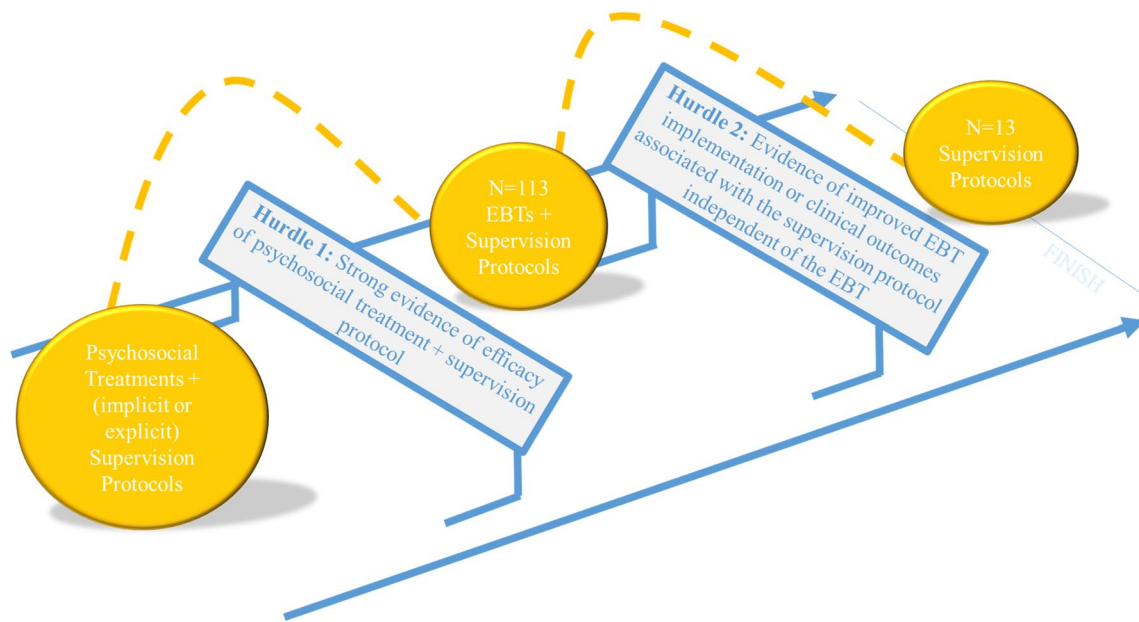 Psychosocial
Treatments +
(implicit or
explicit)
Supervision
Protocols
Hurdle 1: Strong evidence of efficacy
of psychosocial treatment + supervision
protocol
N=113
EBTs +
Supervision
Protocols
Hurdle 2: Evidence of improved EBT
implementation or clinical outcomes
associated with the supervision protocol
independent of the EBT
N=13
Supervision
Protocols
FINISH